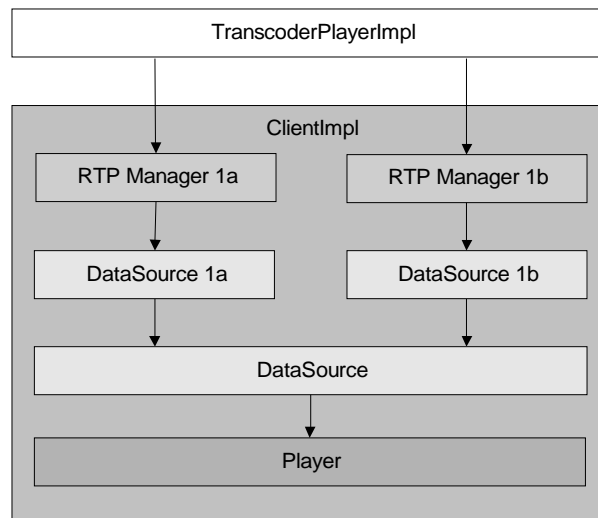 TranscoderPlayerImpl
ClientImpl
RTP Manager 1a
RTP Manager 1b
DataSource 1a
DataSource 1b
DataSource
Player